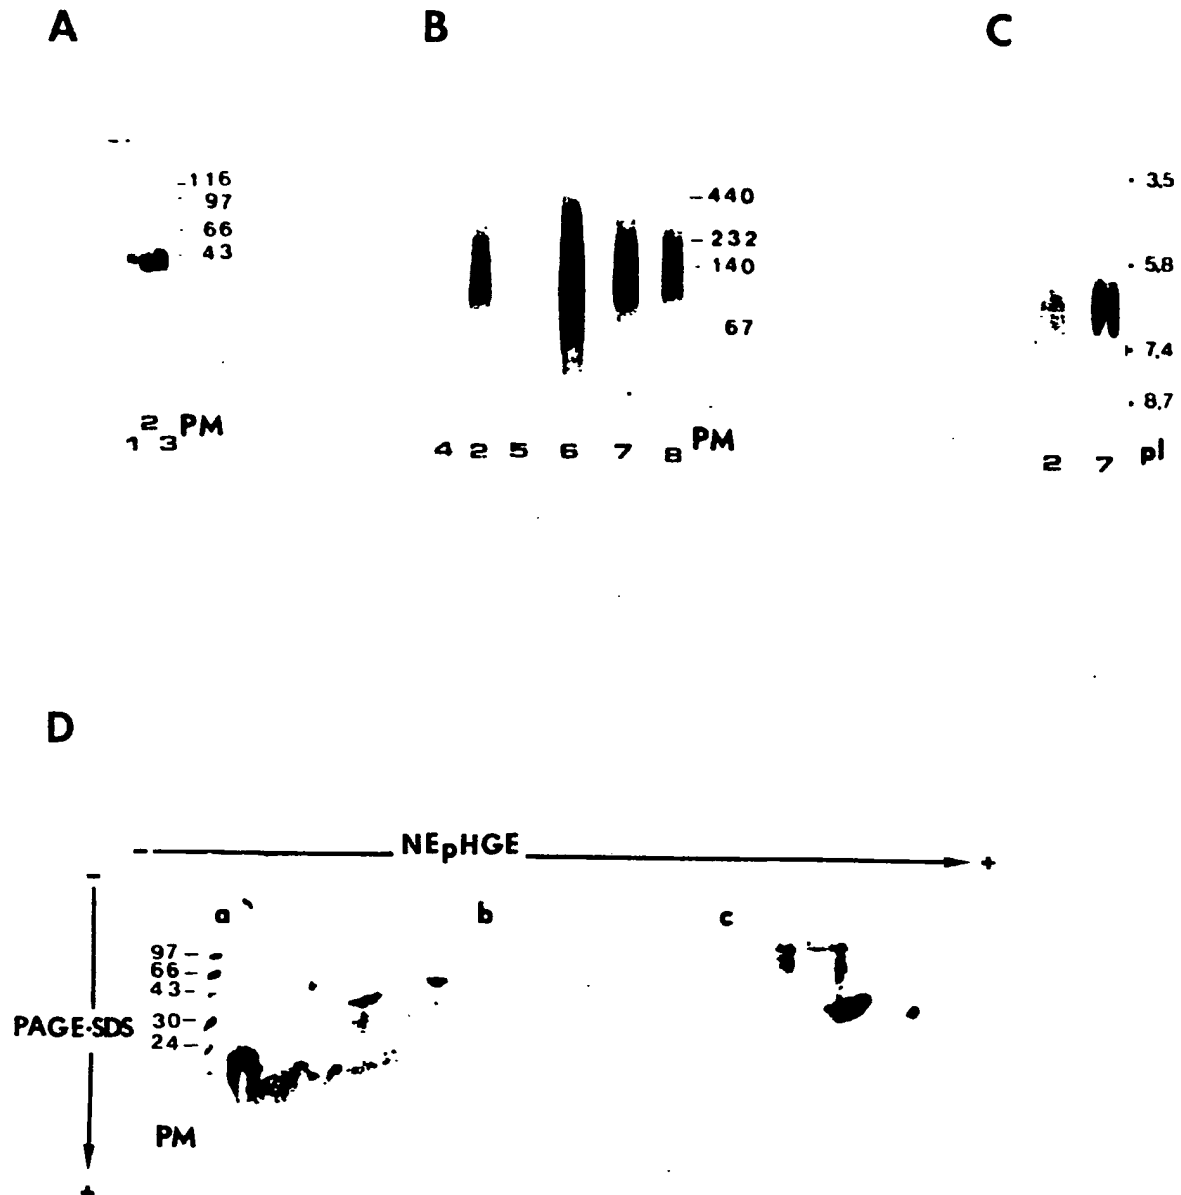 A
B
C
-116
97
66
43
1 2 3 PM
-440
-232
140
67
4 2 5 6 7 8 PM
3.5
5.8
7.4
8.7
2 7 pI
D
- NEpHGE +
-
a
b
c
97-
66-
43-
30-
24-
PAGE·SDS
PM
+